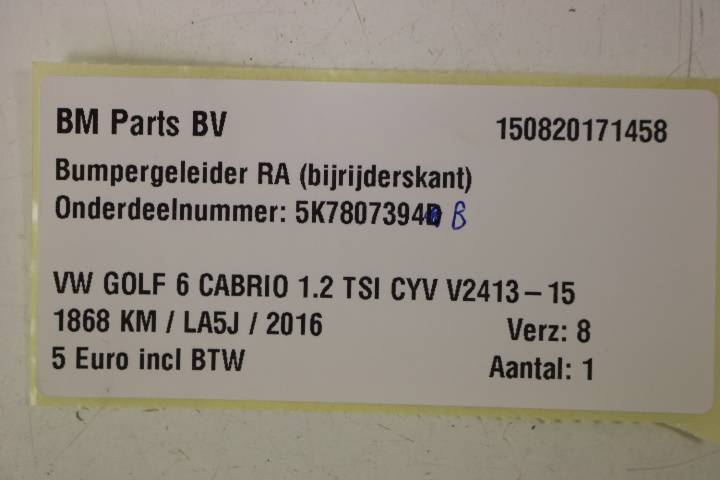 BM Parts BV 150820171458
Bumpergeleider RA (bijrijderskant)
Onderdeelnummer: 5K7807394 B
VW GOLF 6 CABRIO 1.2 TSI CYV V2413-15
1868 KM / LA5J / 2016 Verz: 8
5 Euro incl BTW Aantal: 1